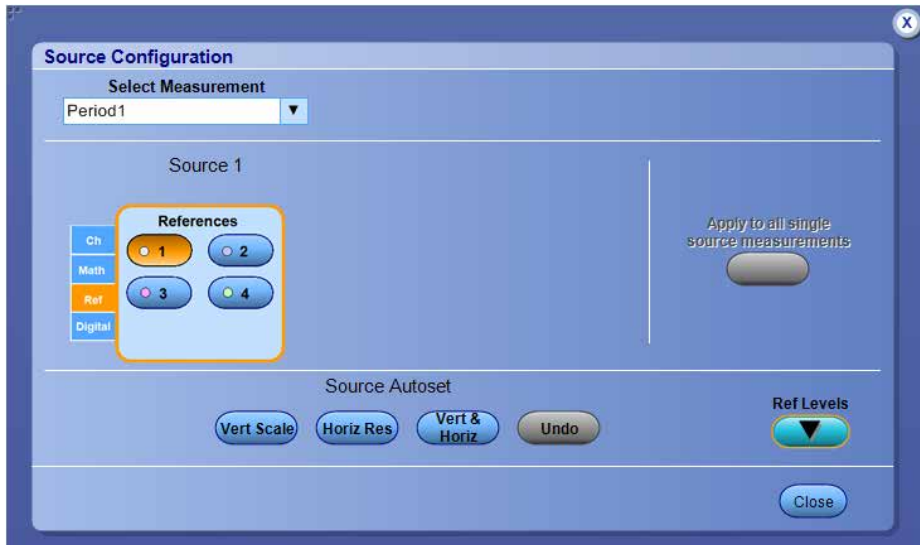 X
Source Configuration
Select Measurement
Period1
Source 1
References
Ch
Math
Ref
Digital
1
2
3
4
Apply to all single
source measurements
Source Autoset
Vert Scale
Horiz Res
Vert &
Horiz
Undo
Ref Levels
Close